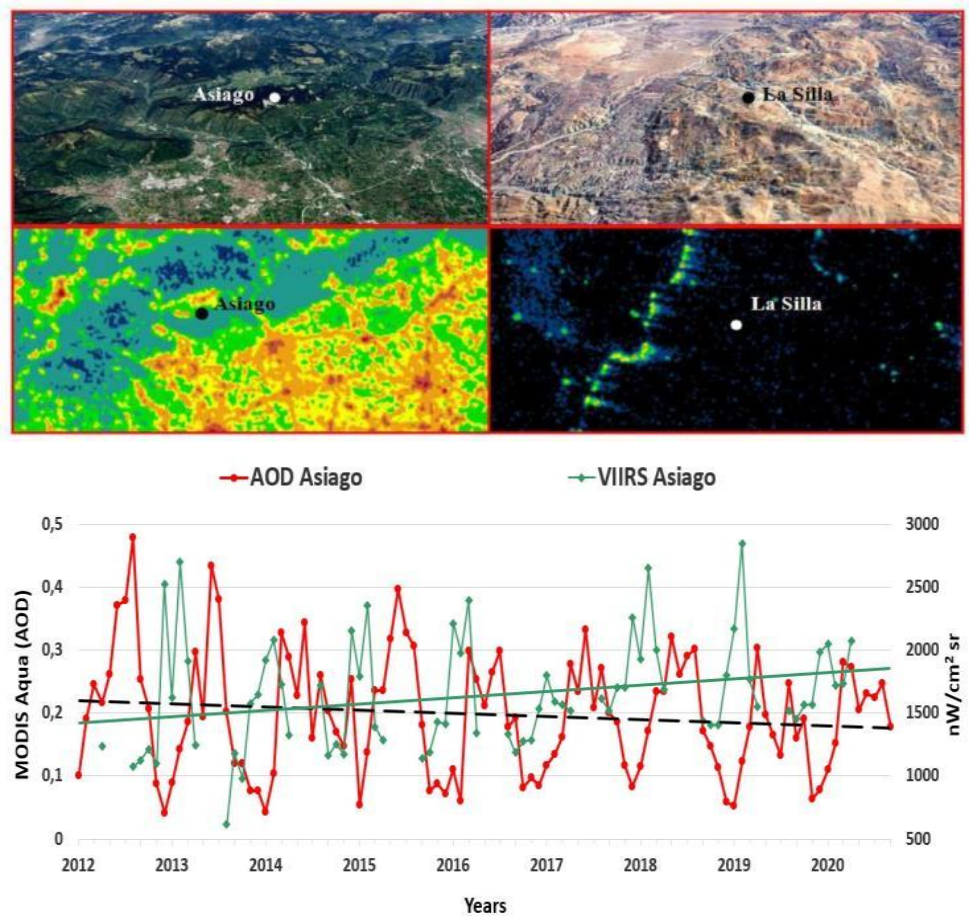 Asiago
La Silla
Asiago
La Silla
AOD Asiago VIIRS Asiago
0,5 3000
0,4 2500
0,3 2000
0,2 1500
0,1 1000
0 500
MODIS Aqua (AOD)
nW/cm² sr
2012 2013 2014 2015 2016 2017 2018 2019 2020
Years